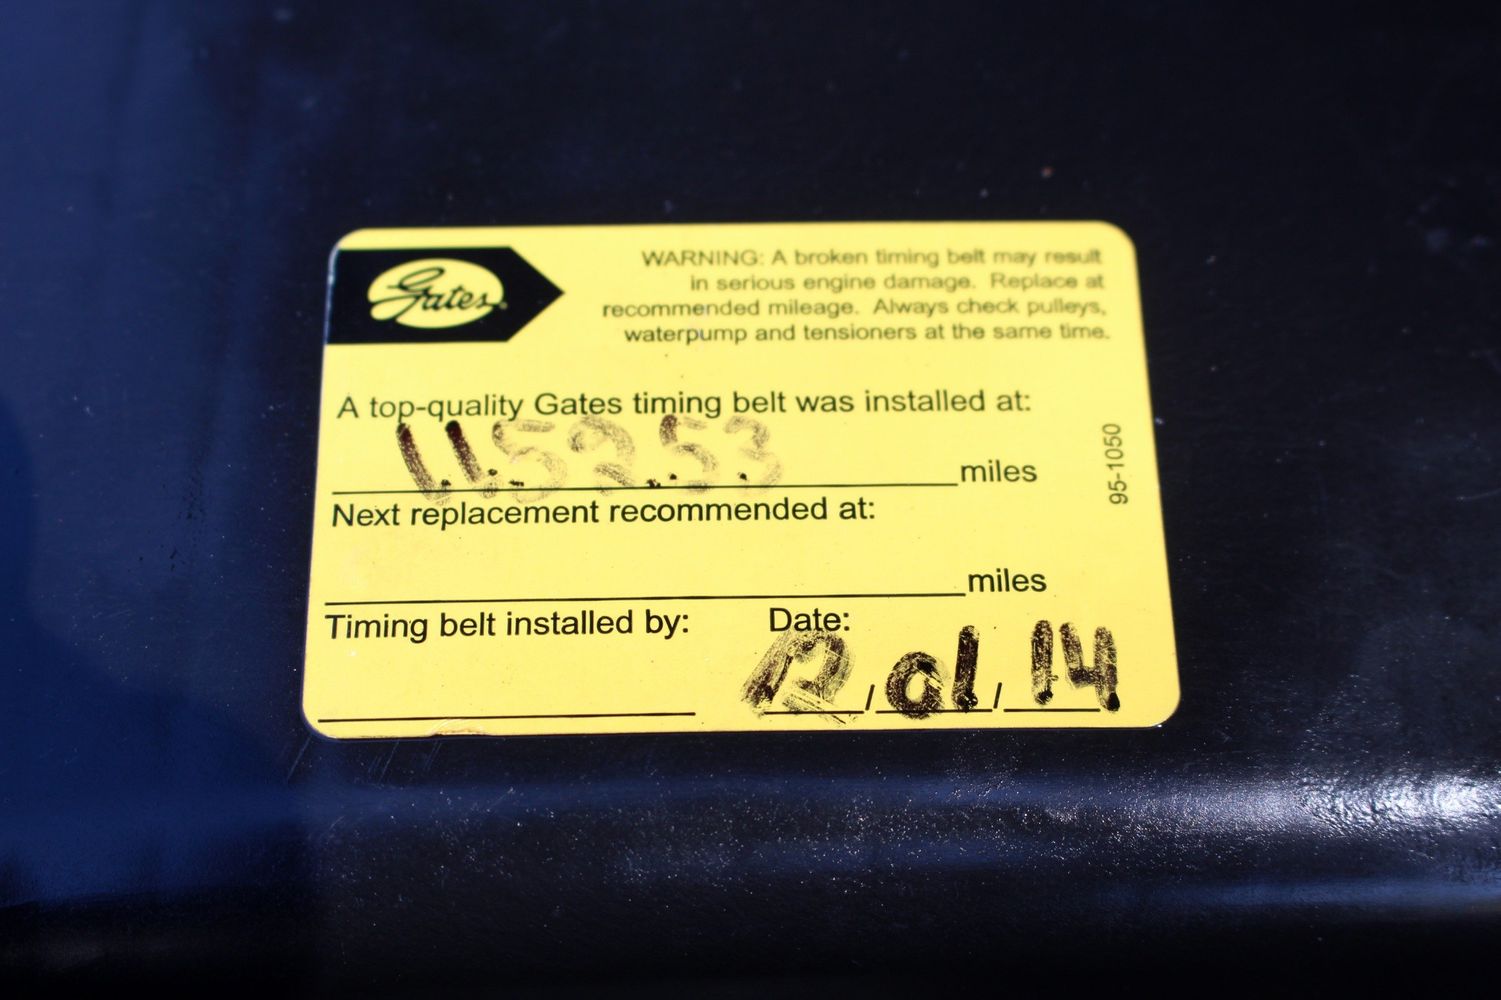 Gates
WARNING: A broken timing belt may result
in serious engine damage. Replace at
recommended mileage. Always check pulleys,
waterpump and tensioners at the same time.
A top-quality Gates timing belt was installed at:
miles
95-1050
Next replacement recommended at:
miles
Timing belt installed by: Date:
12/01/14